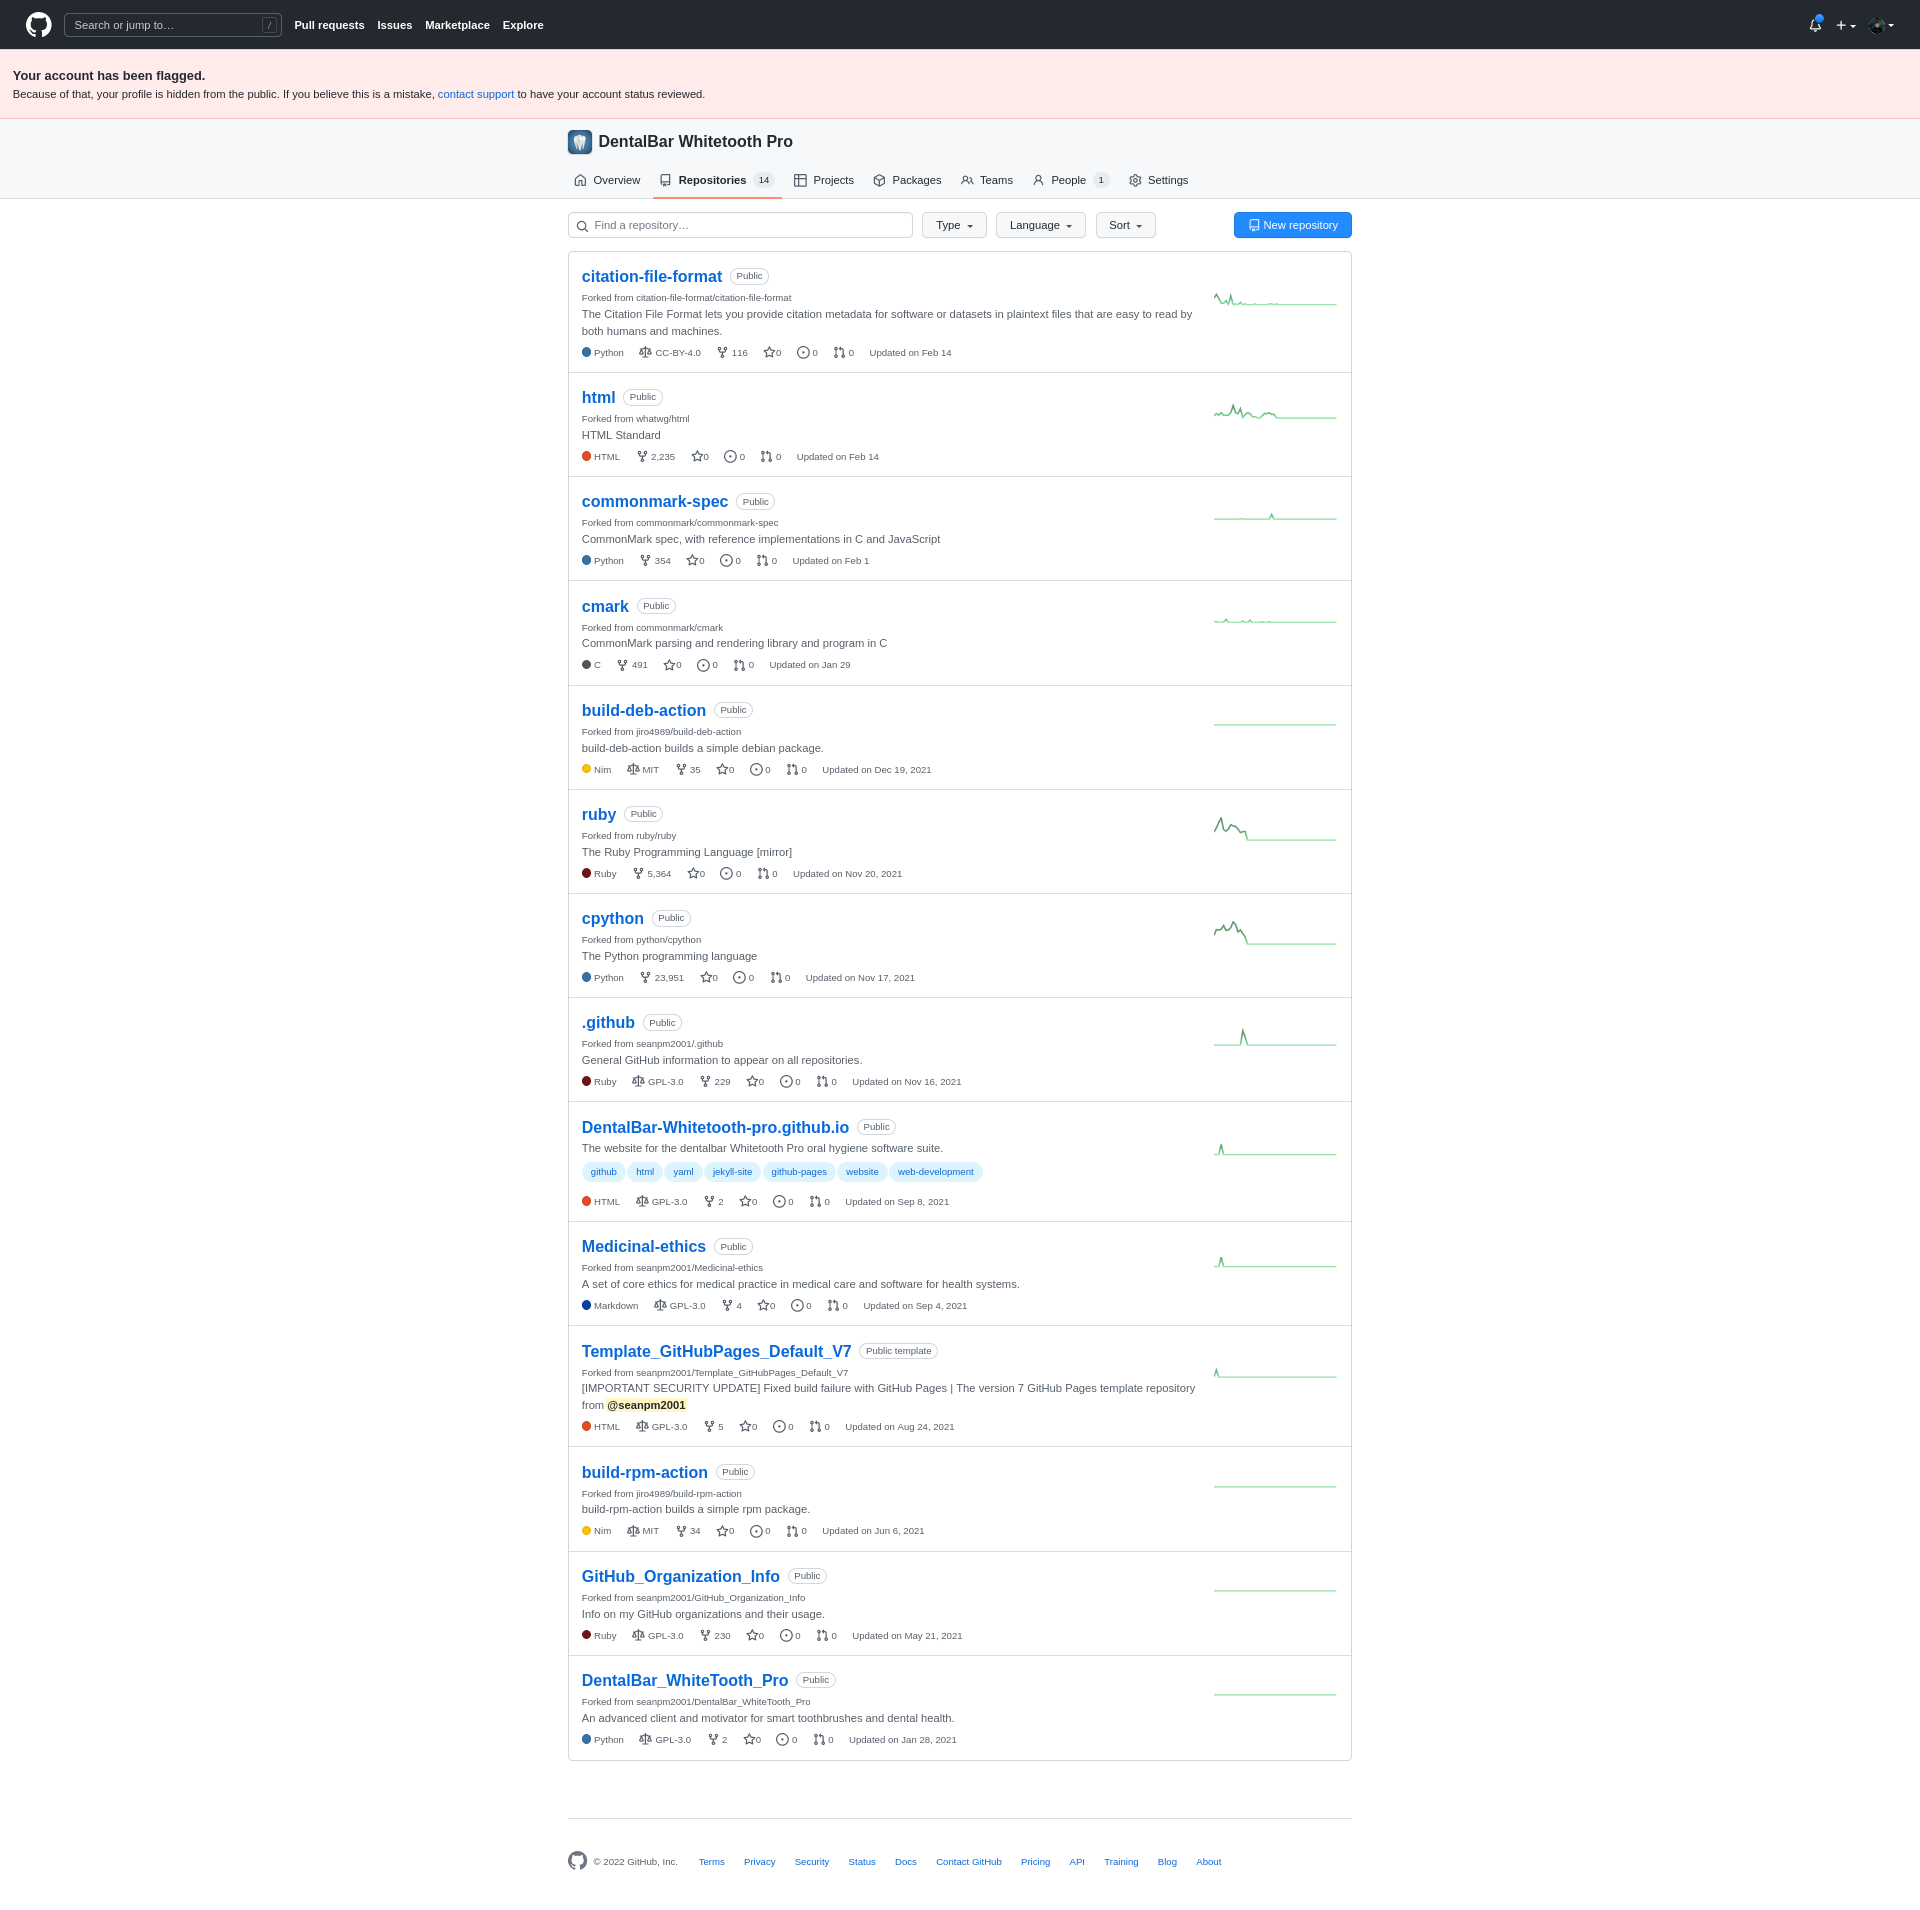 Search or jump to… /
Pull requests Issues Marketplace Explore
Your account has been flagged.
Because of that, your profile is hidden from the public. If you believe this is a mistake, contact support to have your account status reviewed.
DentalBar Whitetooth Pro
Overview Repositories 14 Projects Packages Teams People 1 Settings
Find a repository… Type Language Sort New repository
citation-file-format Public
Forked from citation-file-format/citation-file-format
The Citation File Format lets you provide citation metadata for software or datasets in plaintext files that are easy to read by
both humans and machines.
Python CC-BY-4.0 116 0 0 0 Updated on Feb 14
html Public
Forked from whatwg/html
HTML Standard
HTML 2,235 0 0 0 Updated on Feb 14
commonmark-spec Public
Forked from commonmark/commonmark-spec
CommonMark spec, with reference implementations in C and JavaScript
Python 354 0 0 0 Updated on Feb 1
cmark Public
Forked from commonmark/cmark
CommonMark parsing and rendering library and program in C
C 491 0 0 0 Updated on Jan 29
build-deb-action Public
Forked from jiro4989/build-deb-action
build-deb-action builds a simple debian package.
Nim MIT 35 0 0 0 Updated on Dec 19, 2021
ruby Public
Forked from ruby/ruby
The Ruby Programming Language [mirror]
Ruby 5,364 0 0 0 Updated on Nov 20, 2021
cpython Public
Forked from python/cpython
The Python programming language
Python 23,951 0 0 0 Updated on Nov 17, 2021
.github Public
Forked from seanpm2001/.github
General GitHub information to appear on all repositories.
Ruby GPL-3.0 229 0 0 0 Updated on Nov 16, 2021
DentalBar-Whitetooth-pro.github.io Public
The website for the dentalbar Whitetooth Pro oral hygiene software suite.
github html yaml jekyll-site github-pages website web-development
HTML GPL-3.0 2 0 0 0 Updated on Sep 8, 2021
Medicinal-ethics Public
Forked from seanpm2001/Medicinal-ethics
A set of core ethics for medical practice in medical care and software for health systems.
Markdown GPL-3.0 4 0 0 0 Updated on Sep 4, 2021
Template_GitHubPages_Default_V7 Public template
Forked from seanpm2001/Template_GitHubPages_Default_V7
[IMPORTANT SECURITY UPDATE] Fixed build failure with GitHub Pages | The version 7 GitHub Pages template repository
from @seanpm2001
HTML GPL-3.0 5 0 0 0 Updated on Aug 24, 2021
build-rpm-action Public
Forked from jiro4989/build-rpm-action
build-rpm-action builds a simple rpm package.
Nim MIT 34 0 0 0 Updated on Jun 6, 2021
GitHub_Organization_Info Public
Forked from seanpm2001/GitHub_Organization_Info
Info on my GitHub organizations and their usage.
Ruby GPL-3.0 230 0 0 0 Updated on May 21, 2021
DentalBar_WhiteTooth_Pro Public
Forked from seanpm2001/DentalBar_WhiteTooth_Pro
An advanced client and motivator for smart toothbrushes and dental health.
Python GPL-3.0 2 0 0 0 Updated on Jan 28, 2021
© 2022 GitHub, Inc. Terms Privacy Security Status Docs Contact GitHub Pricing API Training Blog About